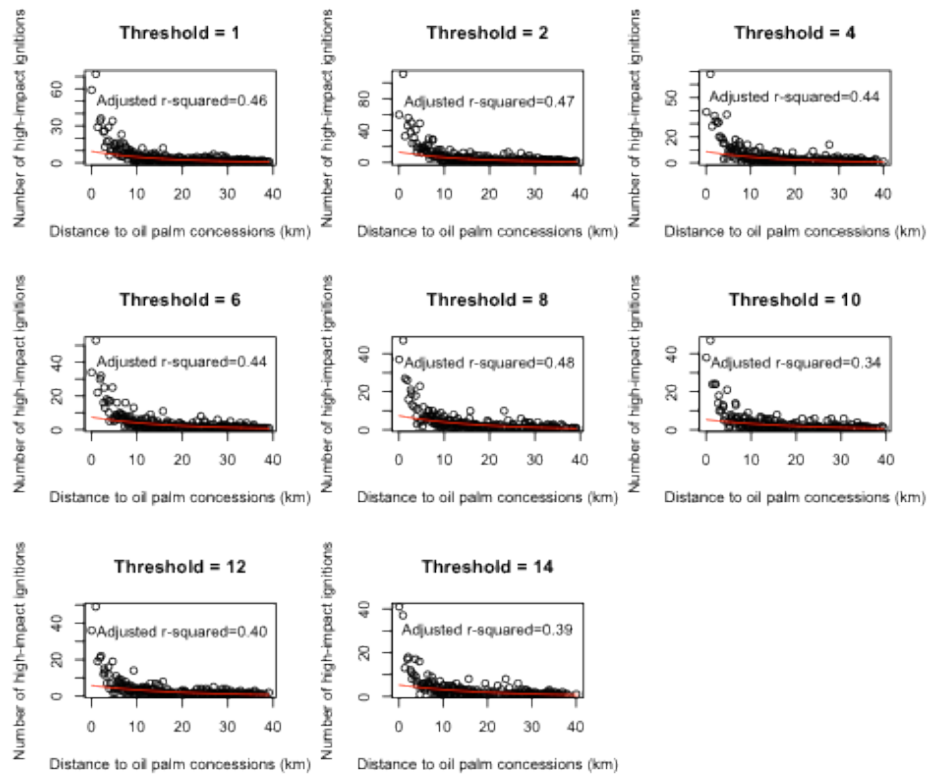 Threshold = 1
Number of high-impact ignitions
60
30
0
Adjusted r-squared=0.46
0 10 20 30 40
Distance to oil palm concessions (km)
Threshold = 2
Number of high-impact ignitions
80
40
0
Adjusted r-squared=0.47
0 10 20 30 40
Distance to oil palm concessions (km)
Threshold = 4
Number of high-impact ignitions
50
20
0
Adjusted r-squared=0.44
0 10 20 30 40
Distance to oil palm concessions (km)
Threshold = 6
Number of high-impact ignitions
40
20
0
Adjusted r-squared=0.44
0 10 20 30 40
Distance to oil palm concessions (km)
Threshold = 8
Number of high-impact ignitions
40
20
0
Adjusted r-squared=0.48
0 10 20 30 40
Distance to oil palm concessions (km)
Threshold = 10
Number of high-impact ignitions
40
20
0
Adjusted r-squared=0.34
0 10 20 30 40
Distance to oil palm concessions (km)
Threshold = 12
Number of high-impact ignitions
40
20
0
Adjusted r-squared=0.40
0 10 20 30 40
Distance to oil palm concessions (km)
Threshold = 14
Number of high-impact ignitions
40
20
0
Adjusted r-squared=0.39
0 10 20 30 40
Distance to oil palm concessions (km)